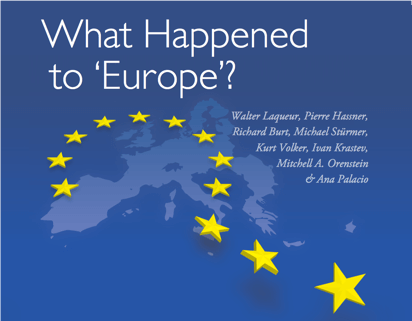 What Happened
to ‘Europe’?
Walter Laqueur, Pierre Hassner,
Richard Burt, Michael Stürmer,
Kurt Volker, Ivan Krastev,
Mitchell A. Orenstein
& Ana Palacio